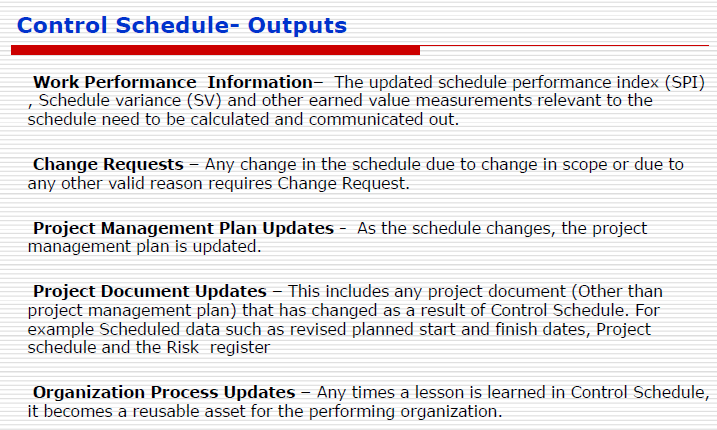 Control Schedule- Outputs
Work Performance Information– The updated schedule performance index (SPI)
, Schedule variance (SV) and other earned value measurements relevant to the
schedule need to be calculated and communicated out.
Change Requests – Any change in the schedule due to change in scope or due to
any other valid reason requires Change Request.
Project Management Plan Updates - As the schedule changes, the project
management plan is updated.
Project Document Updates – This includes any project document (Other than
project management plan) that has changed as a result of Control Schedule. For
example Scheduled data such as revised planned start and finish dates, Project
schedule and the Risk register
Organization Process Updates – Any times a lesson is learned in Control Schedule,
it becomes a reusable asset for the performing organization.